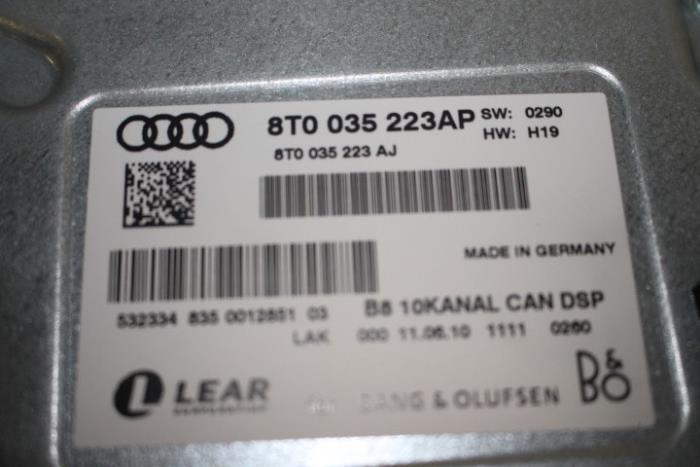 8T0 035 223AP SW: 0290
HW: H19
8T0 035 223 AJ
MADE IN GERMANY
532334 835 0012851 03
B8 10KANAL CAN DSP
LAK 000 11.06.10 1111 0260
LEAR
CORPORATION
BANG & OLUFSEN
B&O